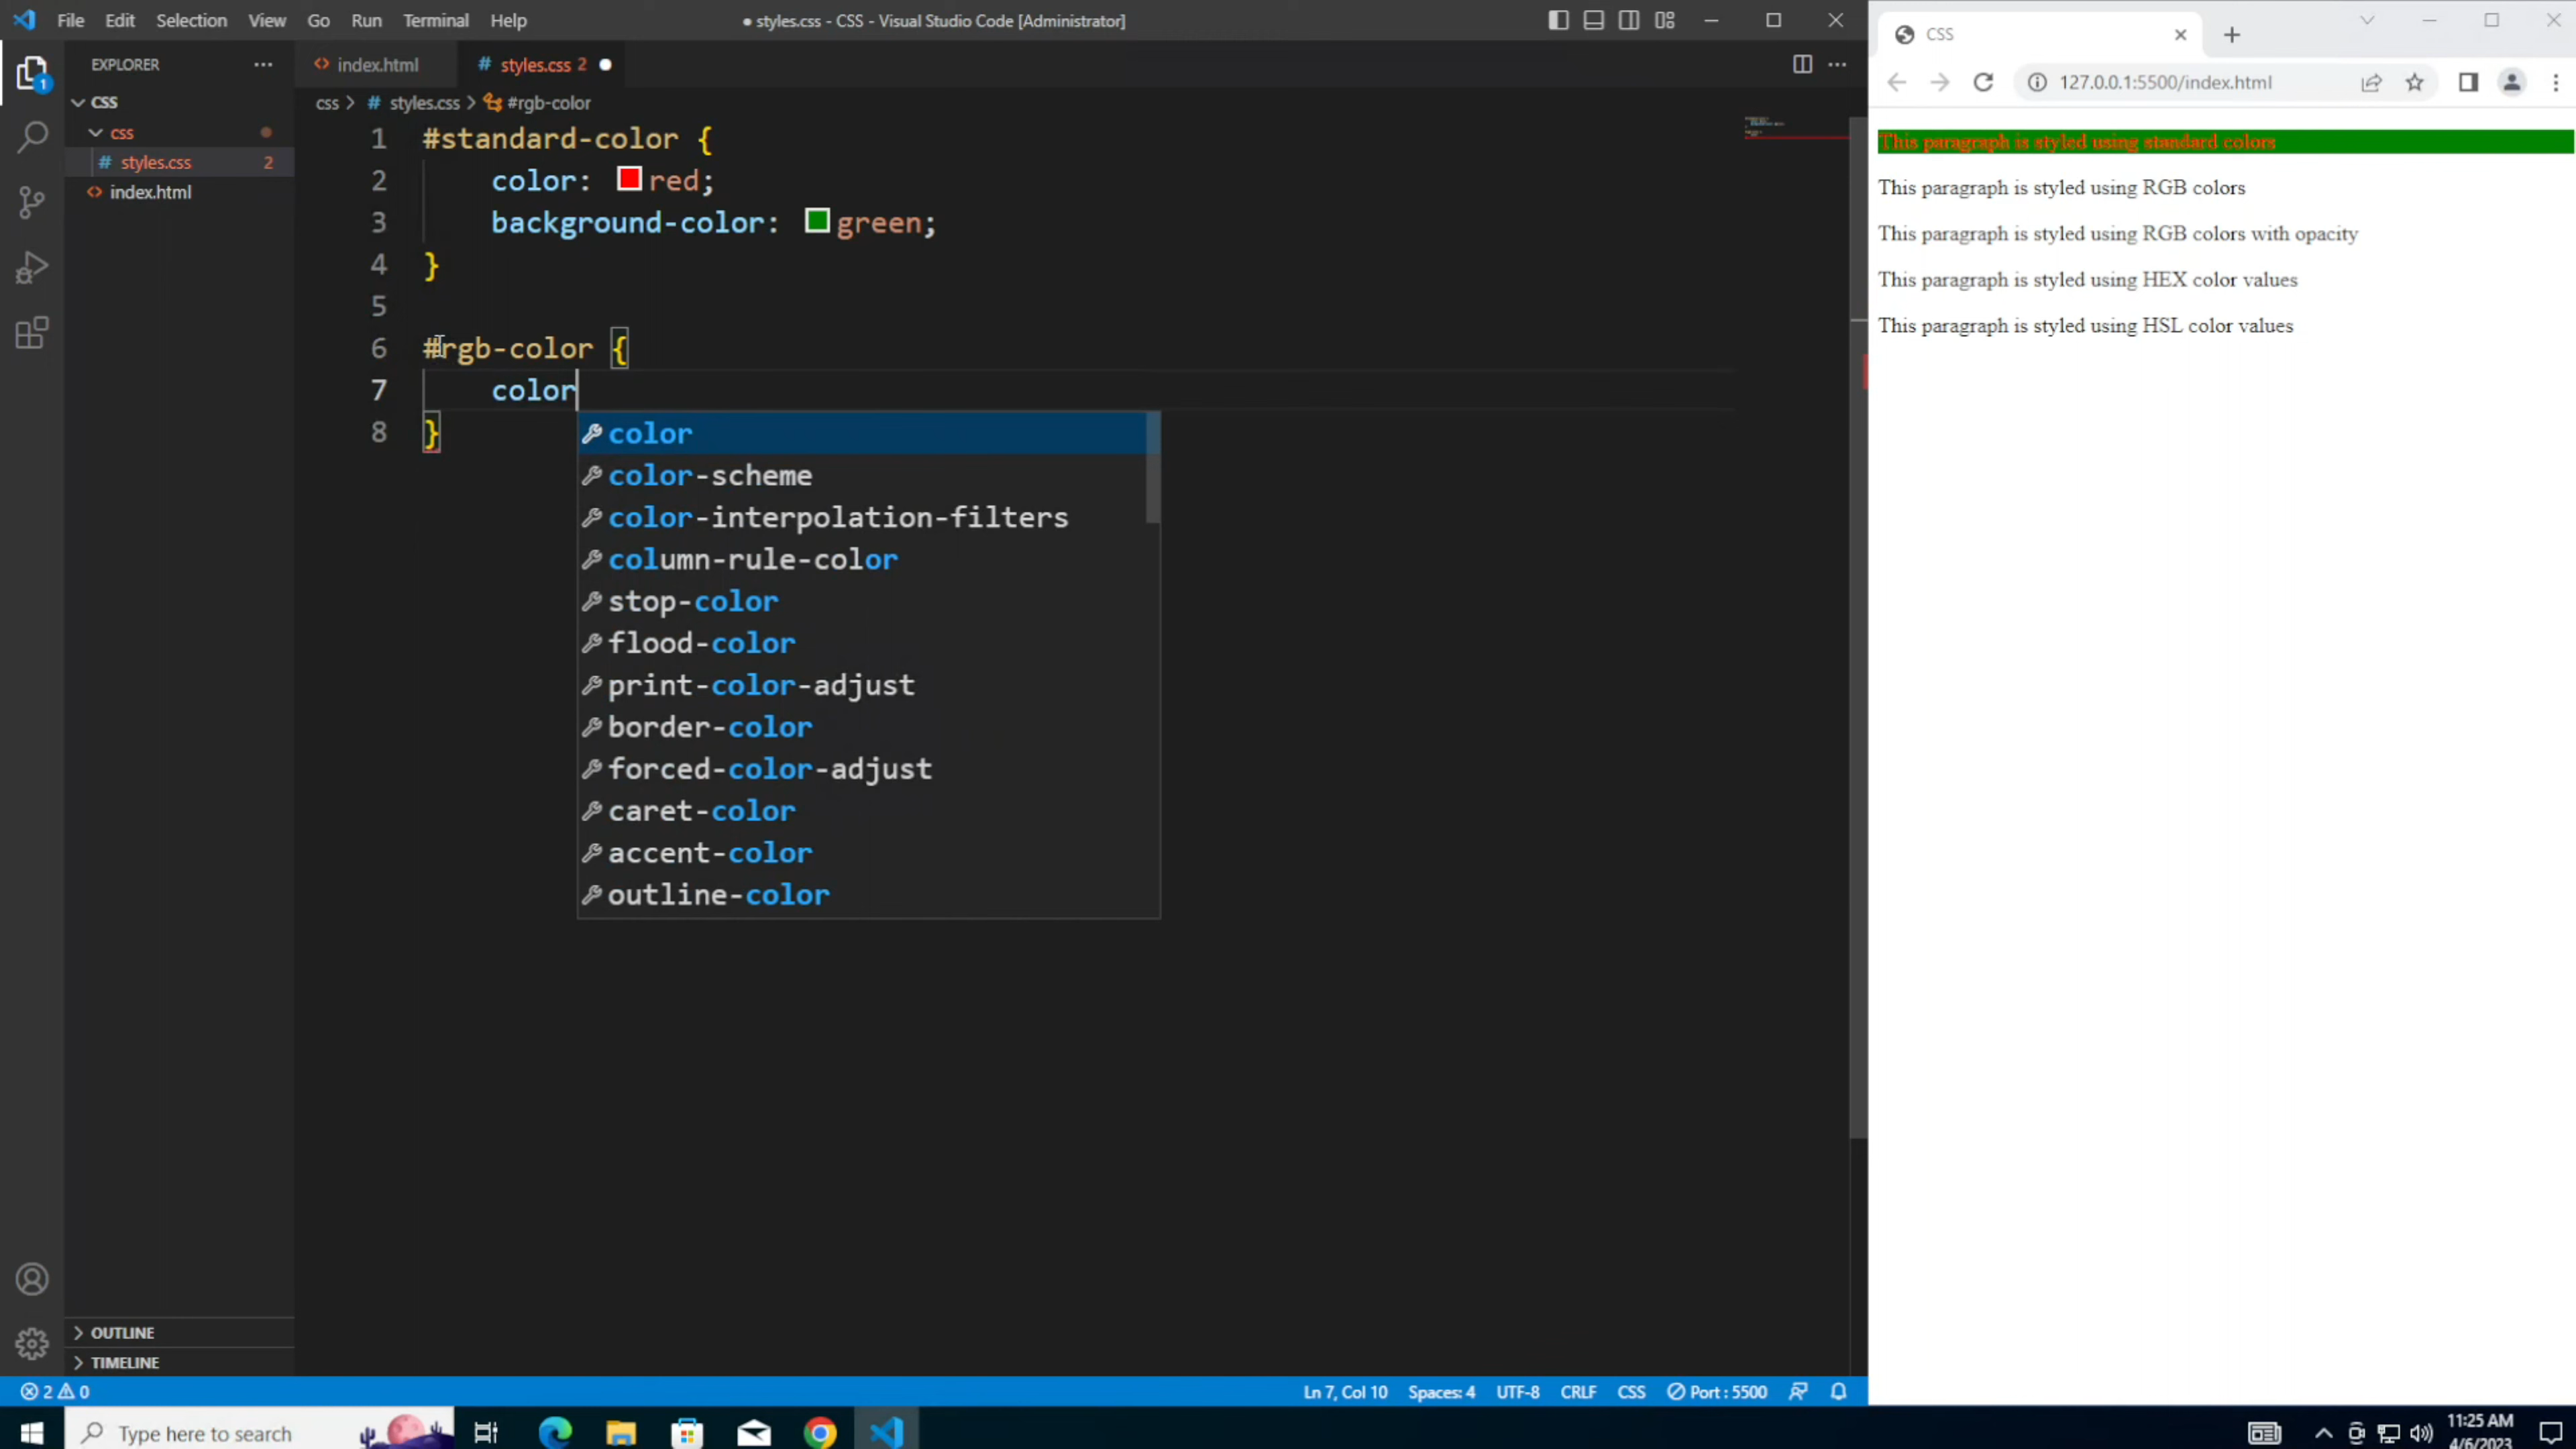 File Edit Selection View Go Run Terminal Help
● styles.css - CSS - Visual Studio Code [Administrator]
EXPLORER ···
CSS
css
# styles.css 2
<> index.html
<> index.html
# styles.css 2 ●
css > # styles.css > #rgb-color
1 #standard-color {
2 color: red;
3 background-color: green;
4 }
5
6 #rgb-color {
7 color
8 }
color
color-scheme
color-interpolation-filters
column-rule-color
stop-color
flood-color
print-color-adjust
border-color
forced-color-adjust
caret-color
accent-color
outline-color
OUTLINE
TIMELINE
2 0
Ln 7, Col 10 Spaces: 4 UTF-8 CRLF CSS Port : 5500
CSS
127.0.0.1:5500/index.html
This paragraph is styled using standard colors
This paragraph is styled using RGB colors
This paragraph is styled using RGB colors with opacity
This paragraph is styled using HEX color values
This paragraph is styled using HSL color values
Type here to search
11:25 AM
4/6/2023